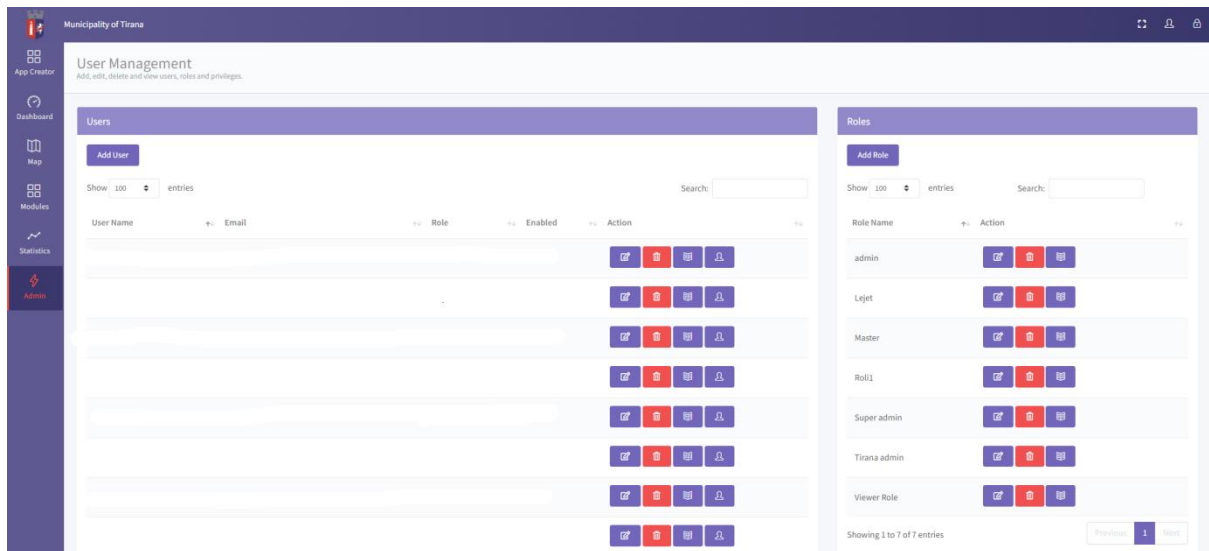 Municipality of Tirana
App Creator
Dashboard
Map
Modules
Statistics
Admin
User Management
Add, edit, delete and view users, roles and privileges.
Users
Add User
Show 100 entries
Search:
User Name Email Role Enabled Action
Roles
Add Role
Show 100 entries
Search:
Role Name Action
admin
Lejet
Master
Roli1
Super admin
Tirana admin
Viewer Role
Showing 1 to 7 of 7 entries
Previous 1 Next